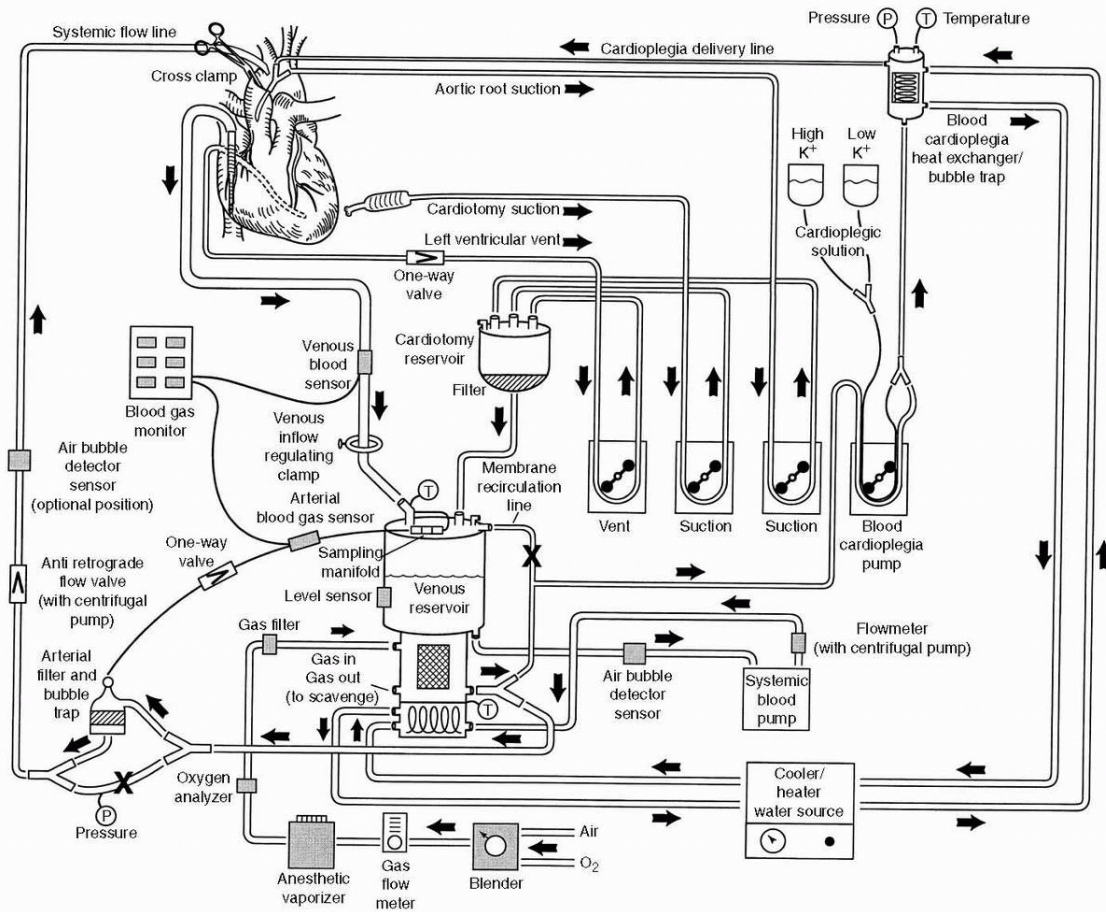 Systemic flow line
Cross clamp
Cardioplegia delivery line
Aortic root suction
Pressure
P
T
Temperature
Blood
cardioplegia
heat exchanger/
bubble trap
High
K+
Low
K+
Cardioplegic
solution
Cardiotomy suction
Left ventricular vent
One-way
valve
Cardiotomy
reservoir
Filter
Venous
blood
sensor
Blood gas
monitor
Venous
inflow
regulating
clamp
Air bubble
detector
sensor
(optional position)
Arterial
blood gas sensor
T
Membrane
recirculation
line
X
Vent
Suction
Suction
Blood
cardioplegia
pump
One-way
valve
Sampling
manifold
Venous
reservoir
Level sensor
Anti retrograde
flow valve
(with centrifugal
pump)
Gas filter
Gas in
Gas out
(to scavenge)
T
Air bubble
detector
sensor
Systemic
blood
pump
Flowmeter
(with centrifugal pump)
Arterial
filter and
bubble
trap
X
P
Pressure
Oxygen
analyzer
Cooler/
heater
water source
Anesthetic
vaporizer
Gas
flow
meter
Blender
Air
O2